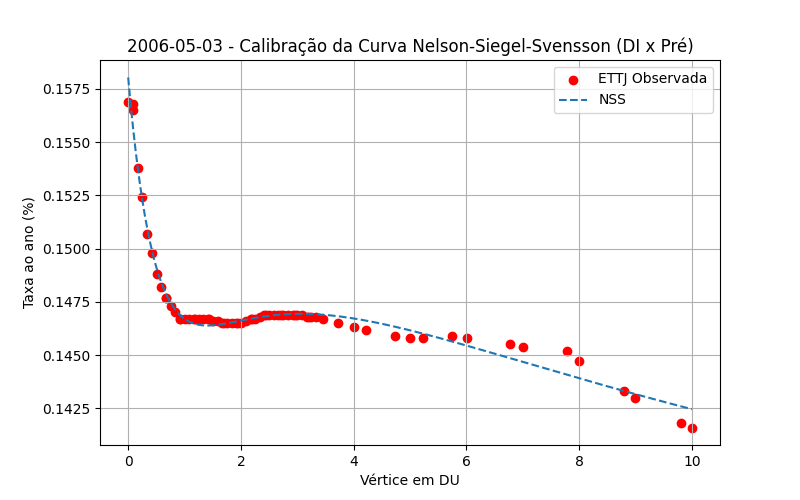 2006-05-03 - Calibração da Curva Nelson-Siegel-Svensson (DI x Pré)
ETTJ Observada
NSS
Taxa ao ano (%)
0.1575
0.1550
0.1525
0.1500
0.1475
0.1450
0.1425
0 2 4 6 8 10
Vértice em DU